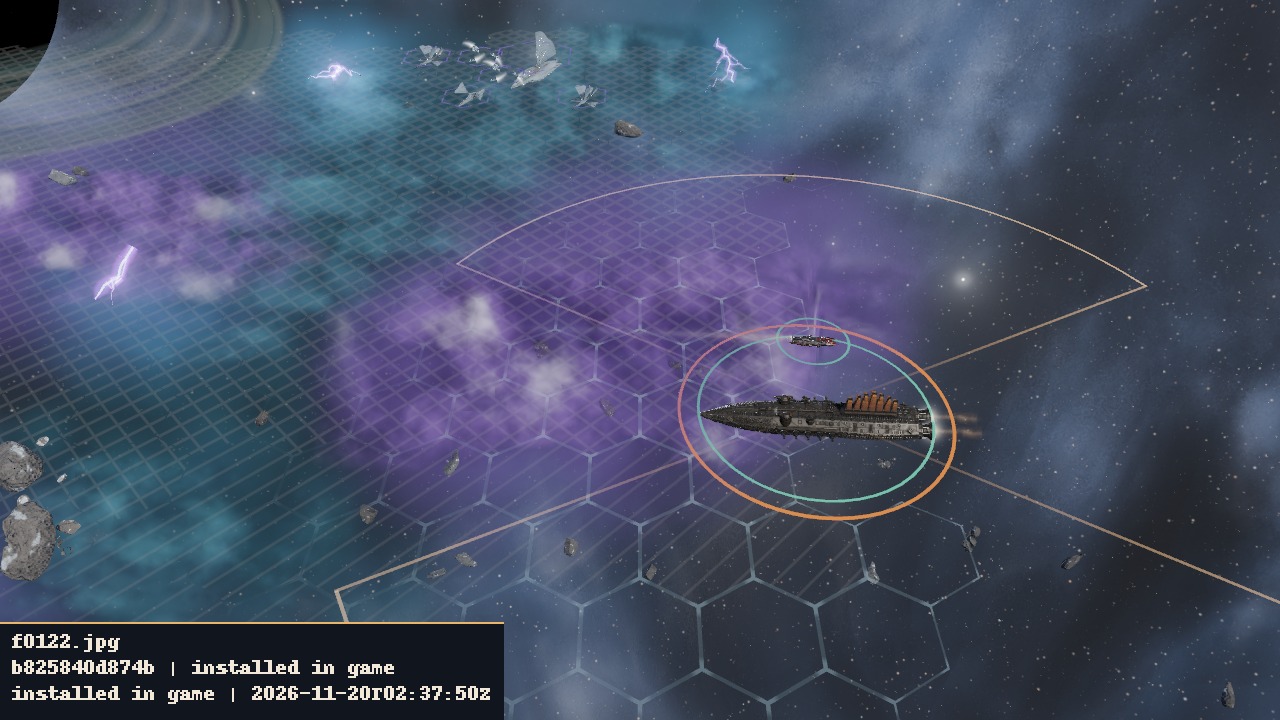 f0122.jpg
b825840d874b | installed in game
installed in game | 2026-11-20T02:37:50z